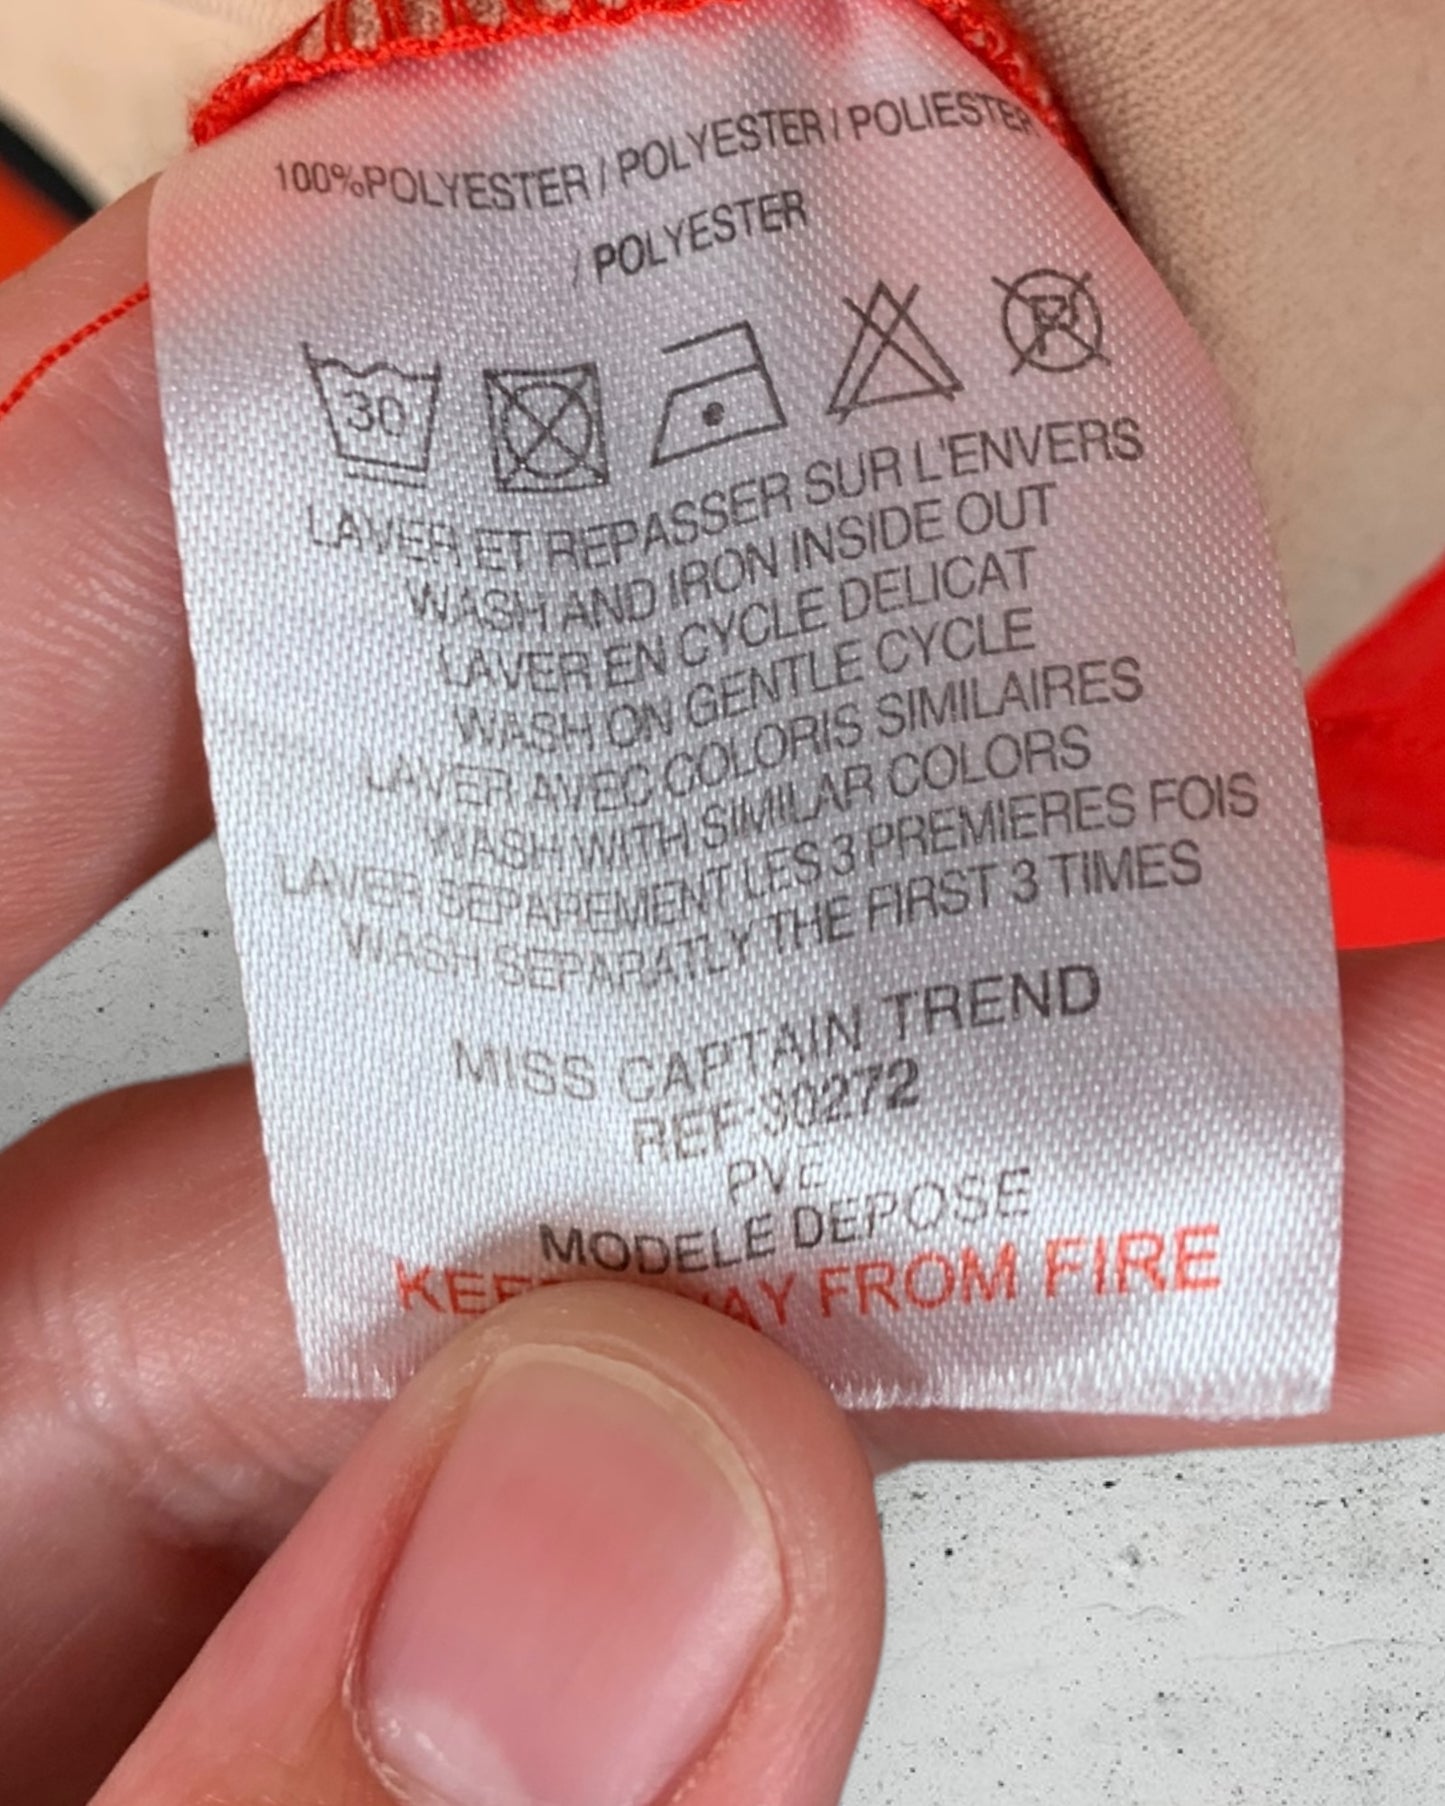 100%POLYESTER / POLYESTER / POLIESTER
/ POLYESTER
30
P
LAVER ET REPASSER SUR L'ENVERS
WASH AND IRON INSIDE OUT
LAVER EN CYCLE DELICAT
WASH ON GENTLE CYCLE
LAVER AVEC COLORIS SIMILAIRES
WASH WITH SIMILAR COLORS
LAVER SEPAREMENT LES 3 PREMIERES FOIS
WASH SEPARATLY THE FIRST 3 TIMES
MISS CAPTAIN TREND
REF:30272
PVE
MODELE DEPOSE
FROM FIRE